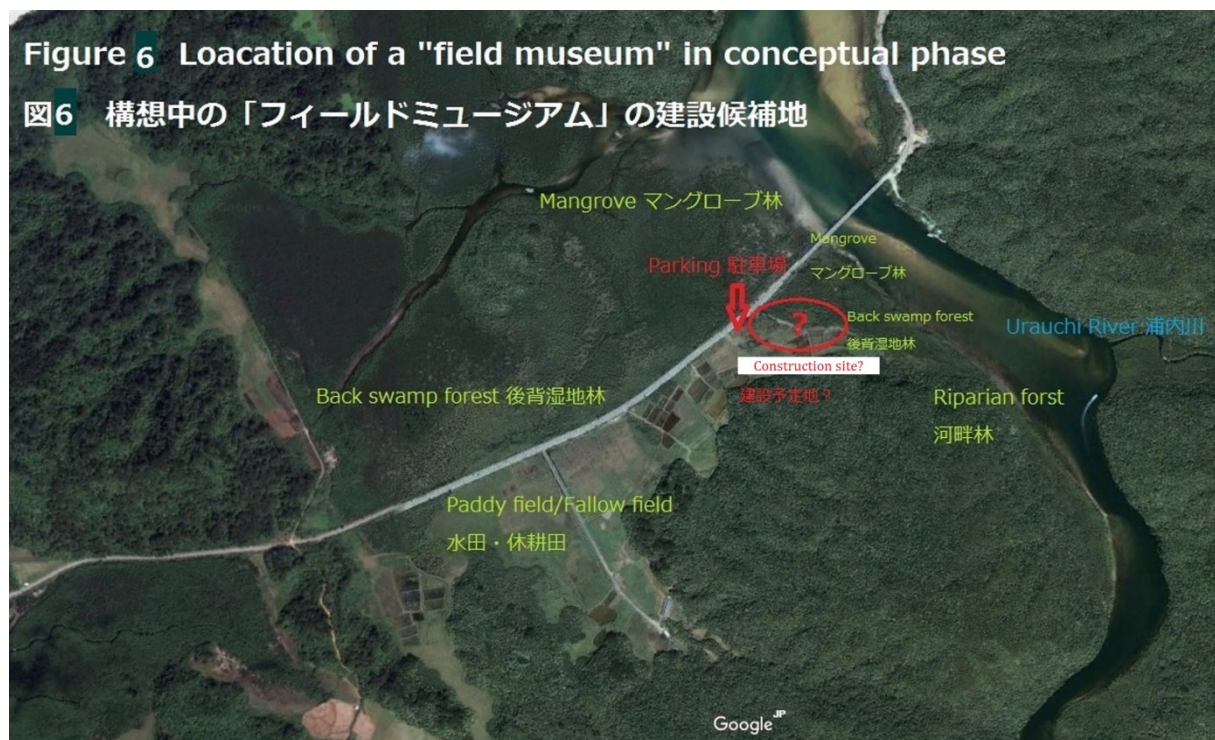 Figure 6 Loacation of a "field museum" in conceptual phase
図6 構想中の「フィールドミュージアム」の建設候補地
Mangrove マングローブ林
Mangrove
マングローブ林
Parking 駐車場
?
Back swamp forest
後背湿地林
Urauchi River 浦内川
Construction site?
建設予定地?
Back swamp forest 後背湿地林
Riparian forst
河畔林
Paddy field/Fallow field
水田・休耕田
Google JP